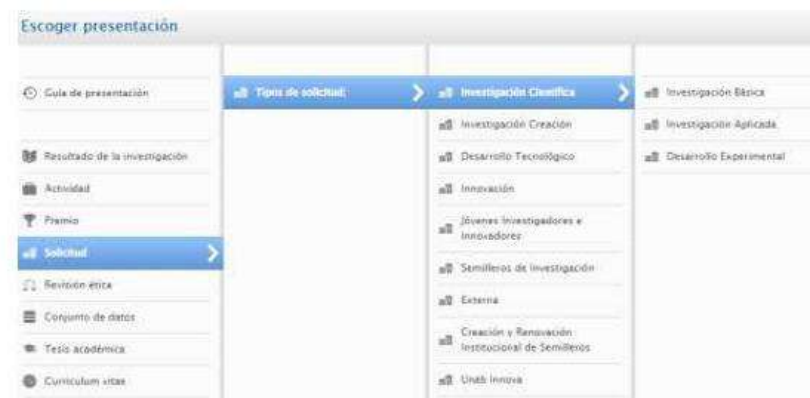 Escoger presentación
Guía de presentación
Resultado de la investigación
Actividad
Premio
Solicitud
Revisión ética
Conjunto de datos
Tesis académica
Curriculum vitae
Tipos de solicitud:
Investigación Científica
Investigación Creación
Desarrollo Tecnológico
Innovación
Jóvenes Investigadores e
Innovadores
Semilleros de Investigación
Externa
Creación y Renovación
Institucional de Semilleros
Unab Innova
Investigación Básica
Investigación Aplicada
Desarrollo Experimental